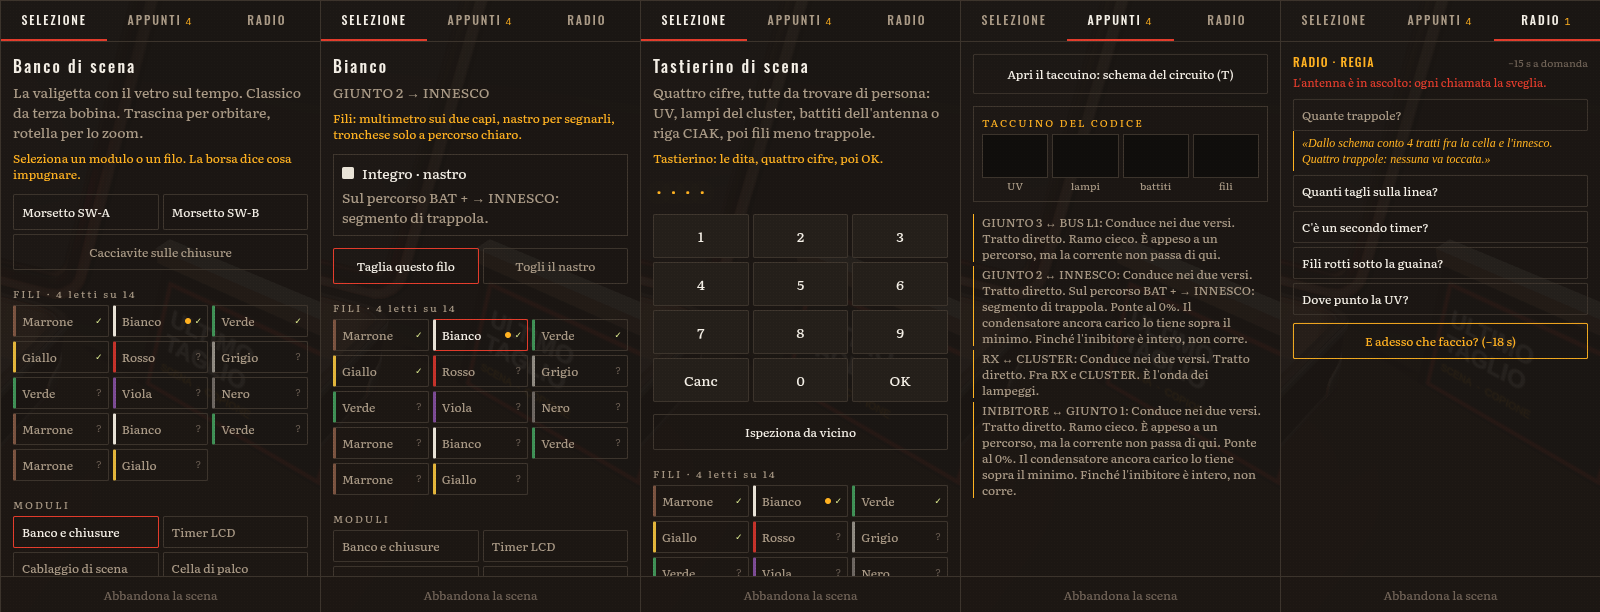 SELEZIONE
APPUNTI 4
RADIO
Banco di scena
La valigetta con il vetro sul tempo. Classico
da terza bobina. Trascina per orbitare,
rotella per lo zoom.
Seleziona un modulo o un filo. La borsa dice cosa
impugnare.
Morsetto SW-A
Morsetto SW-B
Cacciavite sulle chiusure
FILI · 4 letti su 14
Marrone ✓
Bianco ✓
Verde ✓
Giallo ✓
Rosso ?
Grigio ?
Verde ?
Viola ?
Nero ?
Marrone ?
Bianco ?
Verde ?
Marrone ?
Giallo ?
MODULI
Banco e chiusure
Timer LCD
Cablaggio di scena
Cella di palco
Abbandona la scena
SELEZIONE
APPUNTI 4
RADIO
Bianco
GIUNTO 2 → INNESCO
Fili: multimetro sui due capi, nastro per segnarli,
tronchese solo a percorso chiaro.
Integro · nastro
Sul percorso BAT + → INNESCO:
segmento di trappola.
Taglia questo filo
Togli il nastro
FILI · 4 letti su 14
Marrone ✓
Bianco ✓
Verde ✓
Giallo ✓
Rosso ?
Grigio ?
Verde ?
Viola ?
Nero ?
Marrone ?
Bianco ?
Verde ?
Marrone ?
Giallo ?
MODULI
Banco e chiusure
Timer LCD
Abbandona la scena
SELEZIONE
APPUNTI 4
RADIO
Tastierino di scena
Quattro cifre, tutte da trovare di persona:
UV, lampi del cluster, battiti dell'antenna o
riga CIAK, poi fili meno trappole.
Tastierino: le dita, quattro cifre, poi OK.
· · · ·
1
2
3
4
5
6
7
8
9
Canc
0
OK
Ispeziona da vicino
FILI · 4 letti su 14
Marrone ✓
Bianco ✓
Verde ✓
Giallo ✓
Rosso ?
Grigio ?
Verde ?
Viola ?
Nero ?
Abbandona la scena
SELEZIONE
APPUNTI 4
RADIO
Apri il taccuino: schema del circuito (T)
TACCUINO DEL CODICE
UV
lampi
battiti
fili
GIUNTO 3 ↔ BUS L1: Conduce nei due versi.
Tratto diretto. Ramo cieco. È appeso a un
percorso, ma la corrente non passa di qui.
GIUNTO 2 ↔ INNESCO: Conduce nei due versi.
Tratto diretto. Sul percorso BAT + → INNESCO:
segmento di trappola. Ponte al 0%. Il
condensatore ancora carico lo tiene sopra il
minimo. Finché l'inibitore è intero, non corre.
RX ↔ CLUSTER: Conduce nei due versi. Tratto
diretto. Fra RX e CLUSTER. È l'onda dei
lampeggi.
INIBITORE ↔ GIUNTO 1: Conduce nei due versi.
Tratto diretto. Ramo cieco. È appeso a un
percorso, ma la corrente non passa di qui. Ponte
al 0%. Il condensatore ancora carico lo tiene
sopra il minimo. Finché l'inibitore è intero, non
corre.
Abbandona la scena
SELEZIONE
APPUNTI 4
RADIO 1
RADIO · REGIA
~15 s a domanda
L'antenna è in ascolto: ogni chiamata la sveglia.
Quante trappole?
«Dallo schema conto 4 tratti fra la cella e l'innesco.
Quattro trappole: nessuna va toccata.»
Quanti tagli sulla linea?
C'è un secondo timer?
Fili rotti sotto la guaina?
Dove punto la UV?
E adesso che faccio? (−18 s)
ULTIMO
TAGLIO
Abbandona la scena